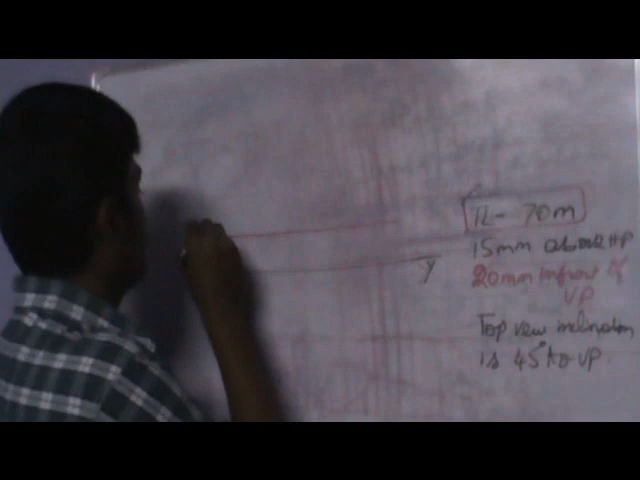 TL- 70m
15mm above HP
20mm infront of
VP
Y
Top view inclination
is 45° to VP